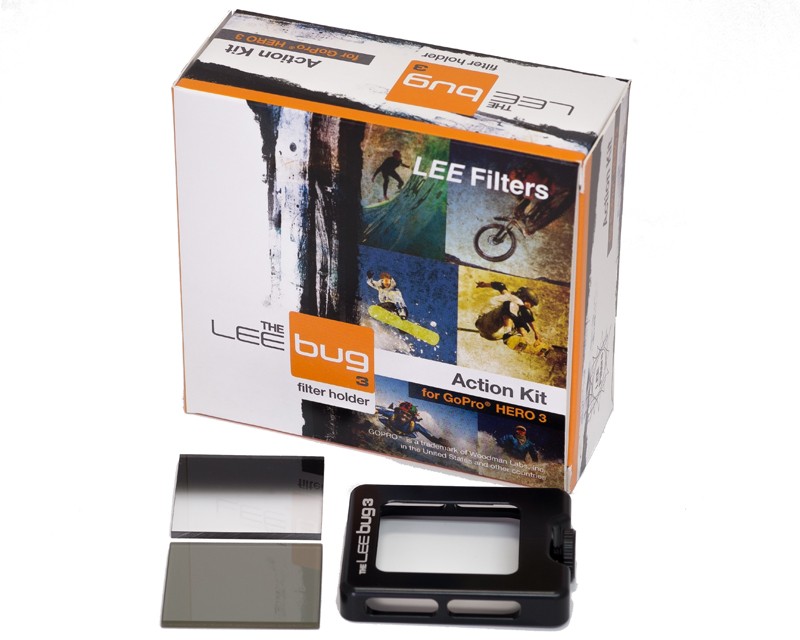 Action Kit
for GoPro® HERO 3
filter holder
THE
LEE bug
3
LEE Filters
THE
LEE bug
3
filter holder
Action Kit
for GoPro® HERO 3
GOPRO™ is a trademark of Woodman Labs, Inc.
in the United States and other countries
Action Kit
THE LEE bug 3